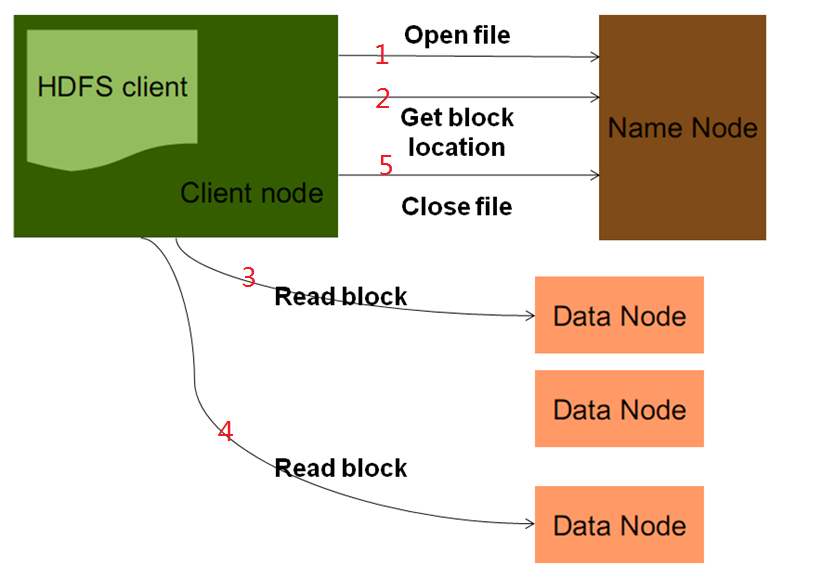 HDFS client
Client node
1
Open file
2
Get block
location
5
Close file
Name Node
3
Read block
Data Node
Data Node
4
Read block
Data Node